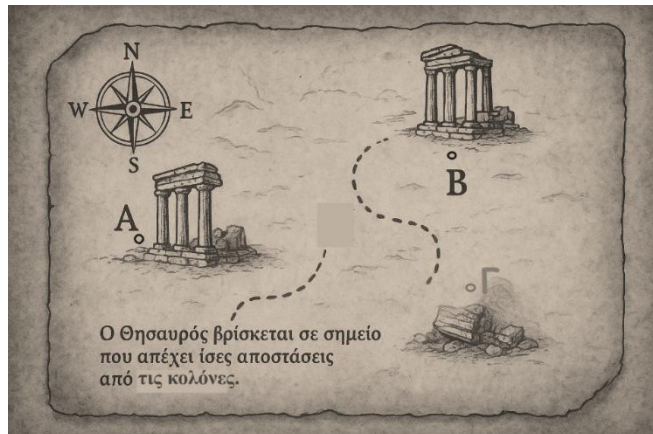 N
W E
S
B
A
Γ
Ο Θησαυρός βρίσκεται σε σημείο
που απέχει ίσες αποστάσεις
από τις κολόνες.